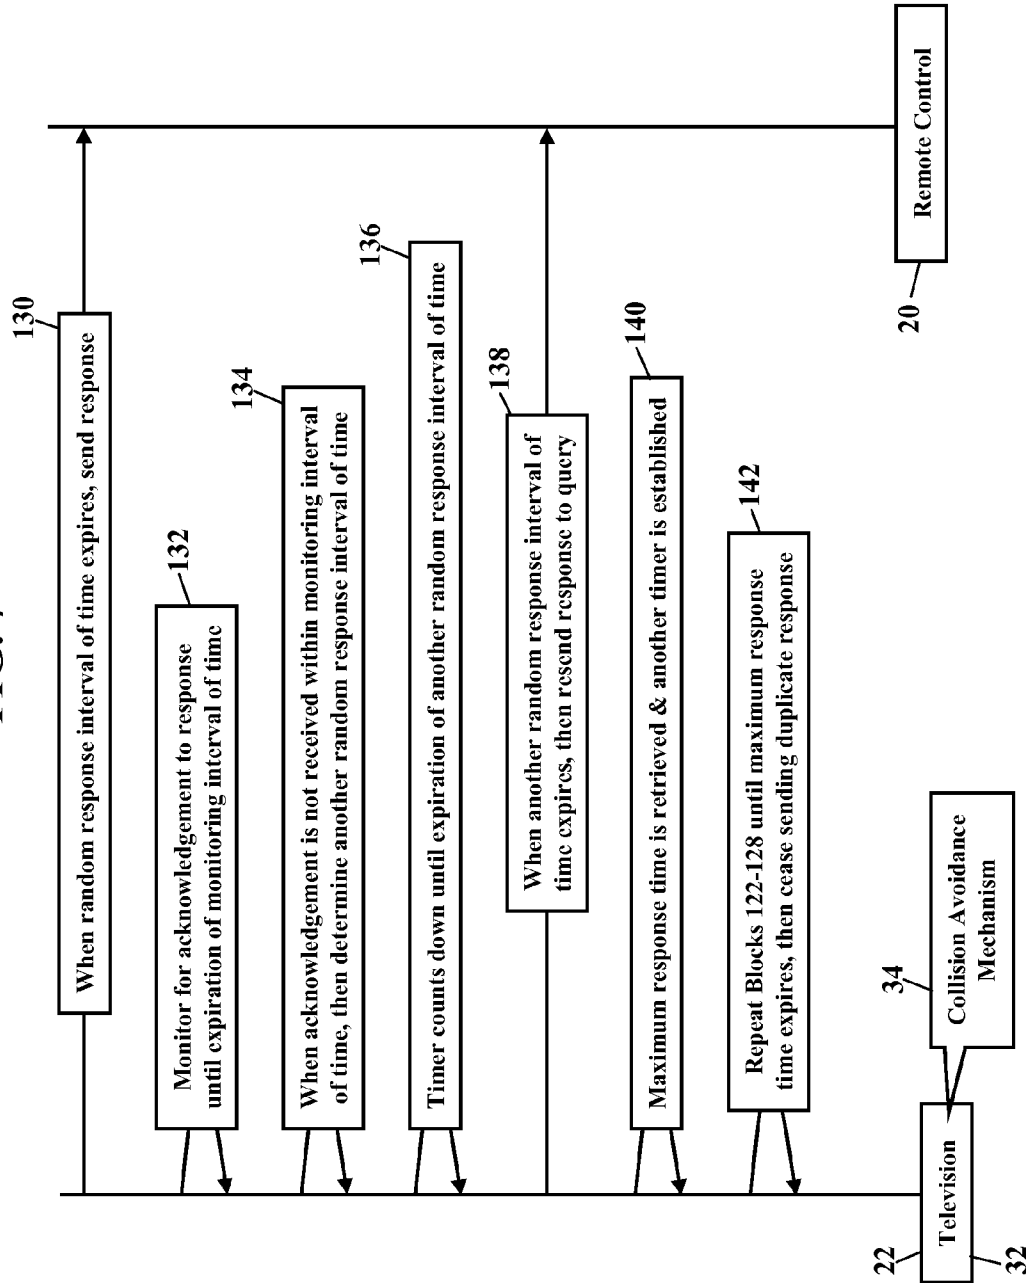 130
When random response interval of time expires, send response
132
Monitor for acknowledgement to response
until expiration of monitoring interval of time
134
When acknowledgement is not received within monitoring interval
of time, then determine another random response interval of time
136
Timer counts down until expiration of another random response interval of time
138
When another random response interval of
time expires, then resend response to query
140
Maximum response time is retrieved & another timer is established
142
Repeat Blocks 122-128 until maximum response
time expires, then cease sending duplicate response
22
Television
32
34
Collision Avoidance
Mechanism
20
Remote Control